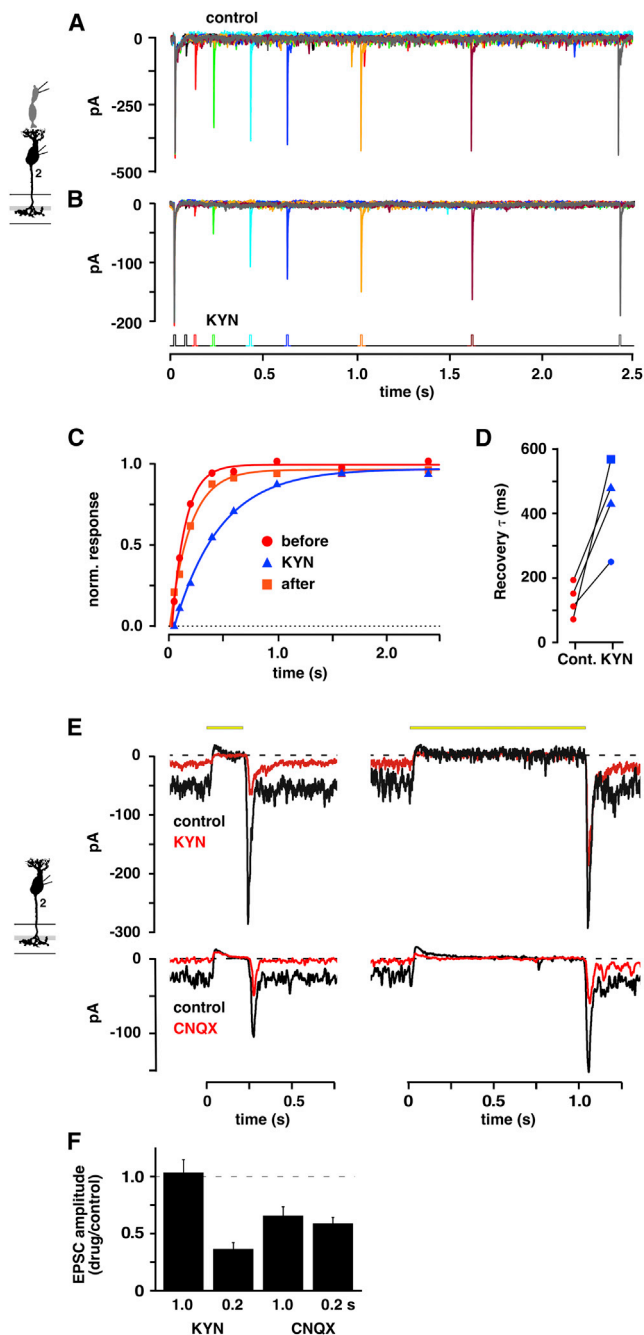 A
control
0
-250
-500
pA
2
B
0
-100
-200
pA
KYN
0
0.5
1.0
1.5
2.0
2.5
time (s)
C
D
1.0
0.5
0.0
norm. response
before
KYN
after
0
1.0
2.0
time (s)
600
400
200
0
Recovery τ (ms)
Cont. KYN
E
0
-100
-200
-300
pA
control
KYN
2
0
-100
pA
control
CNQX
0
0.5
time (s)
0
1.0
time (s)
F
1.0
0.5
0
EPSC amplitude
(drug/control)
1.0 0.2 1.0 0.2 s
KYN CNQX